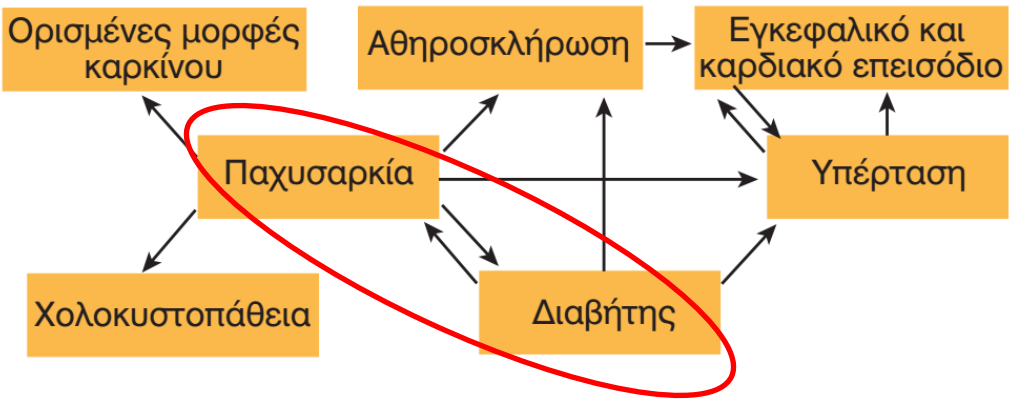 Ορισμένες μορφές
καρκίνου
Αθηροσκλήρωση
Εγκεφαλικό και
καρδιακό επεισόδιο
Παχυσαρκία
Υπέρταση
Χολοκυστοπάθεια
Διαβήτης